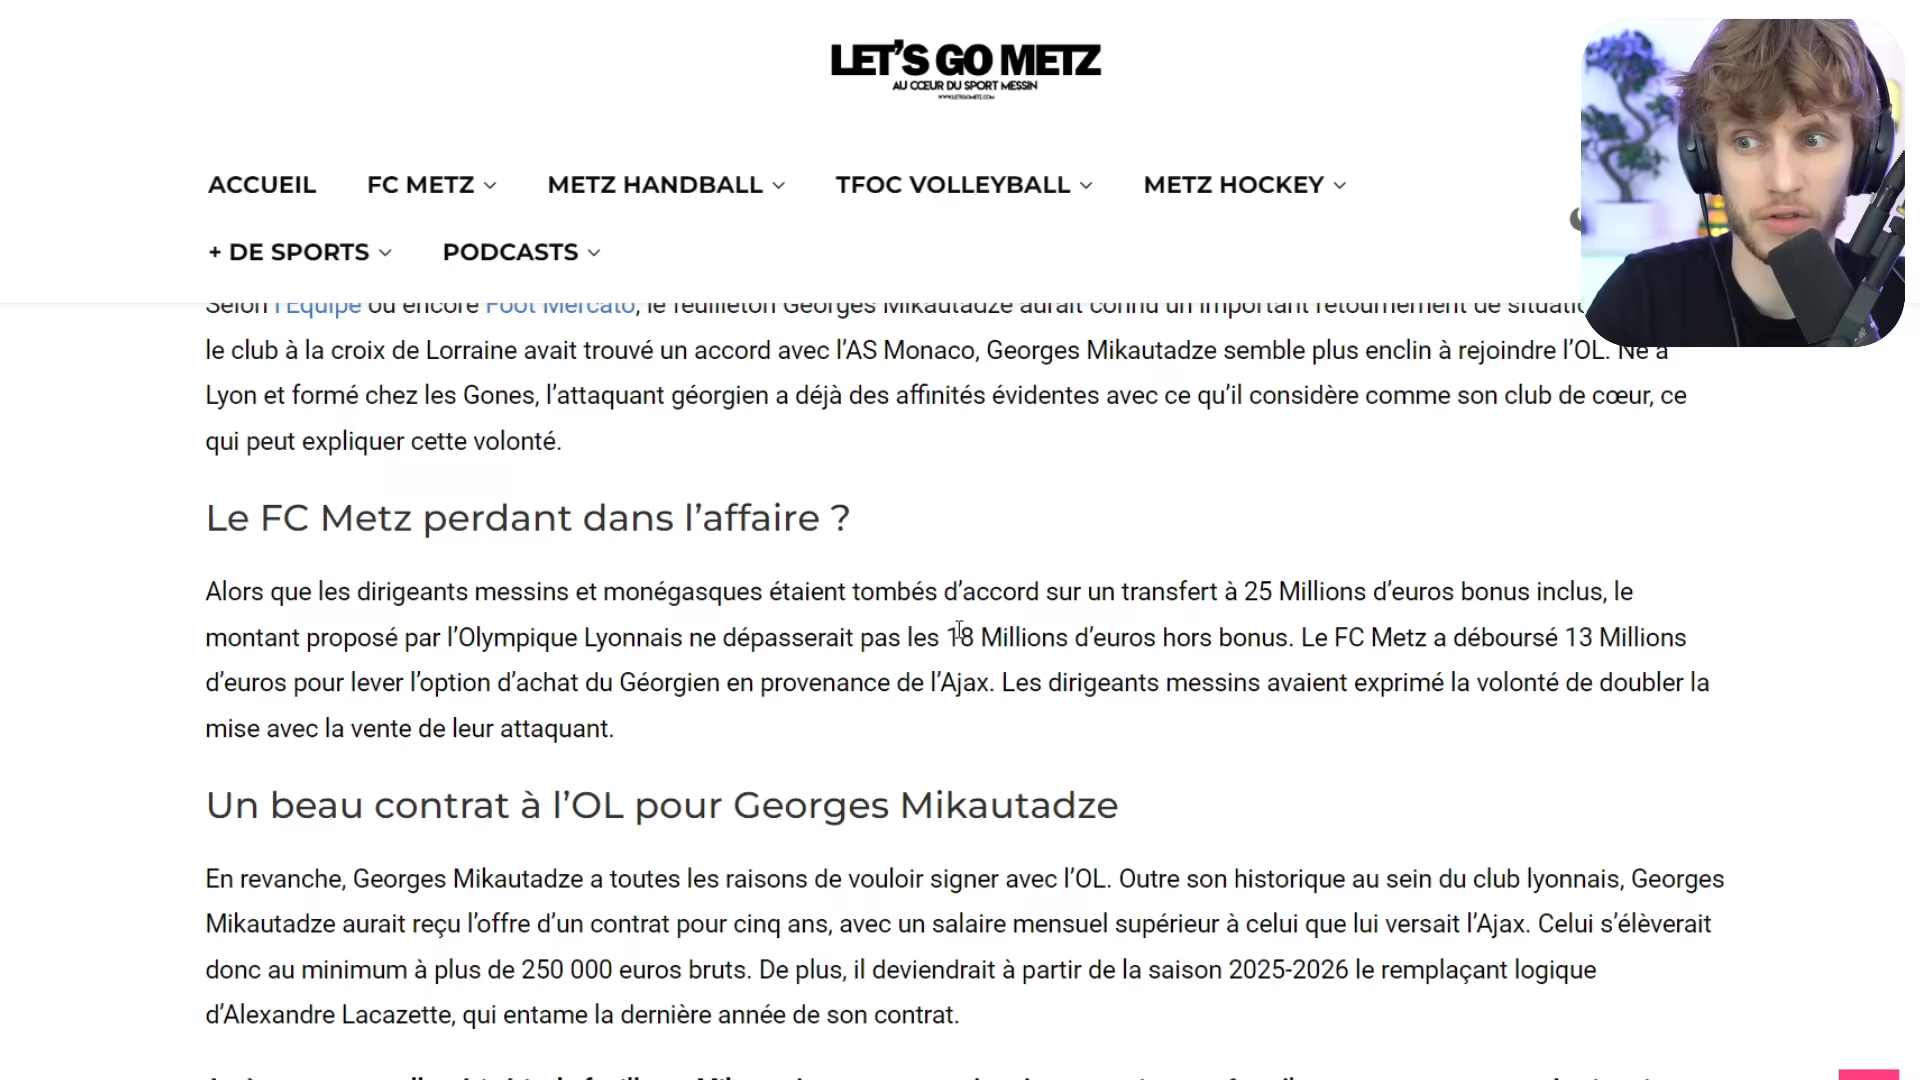 LET'S GO METZ
AU CŒUR DU SPORT MESSIN
WWW.LETSGOMETZ.COM
ACCUEIL FC METZ METZ HANDBALL TFOC VOLLEYBALL METZ HOCKEY
+ DE SPORTS PODCASTS
Selon l'Equipe ou encore Foot Mercato, le feuilleton Georges Mikautadze aurait connu un important retournement de
le club à la croix de Lorraine avait trouvé un accord avec l’AS Monaco, Georges Mikautadze semble plus enclin à rejoindre l’OL. Né à
Lyon et formé chez les Gones, l’attaquant géorgien a déjà des affinités évidentes avec ce qu’il considère comme son club de cœur, ce
qui peut expliquer cette volonté.
Le FC Metz perdant dans l’affaire ?
Alors que les dirigeants messins et monégasques étaient tombés d’accord sur un transfert à 25 Millions d’euros bonus inclus, le
montant proposé par l’Olympique Lyonnais ne dépasserait pas les 18 Millions d’euros hors bonus. Le FC Metz a déboursé 13 Millions
d’euros pour lever l’option d’achat du Géorgien en provenance de l’Ajax. Les dirigeants messins avaient exprimé la volonté de doubler la
mise avec la vente de leur attaquant.
Un beau contrat à l’OL pour Georges Mikautadze
En revanche, Georges Mikautadze a toutes les raisons de vouloir signer avec l’OL. Outre son historique au sein du club lyonnais, Georges
Mikautadze aurait reçu l’offre d’un contrat pour cinq ans, avec un salaire mensuel supérieur à celui que lui versait l’Ajax. Celui s’élèverait
donc au minimum à plus de 250 000 euros bruts. De plus, il deviendrait à partir de la saison 2025-2026 le remplaçant logique
d’Alexandre Lacazette, qui entame la dernière année de son contrat.